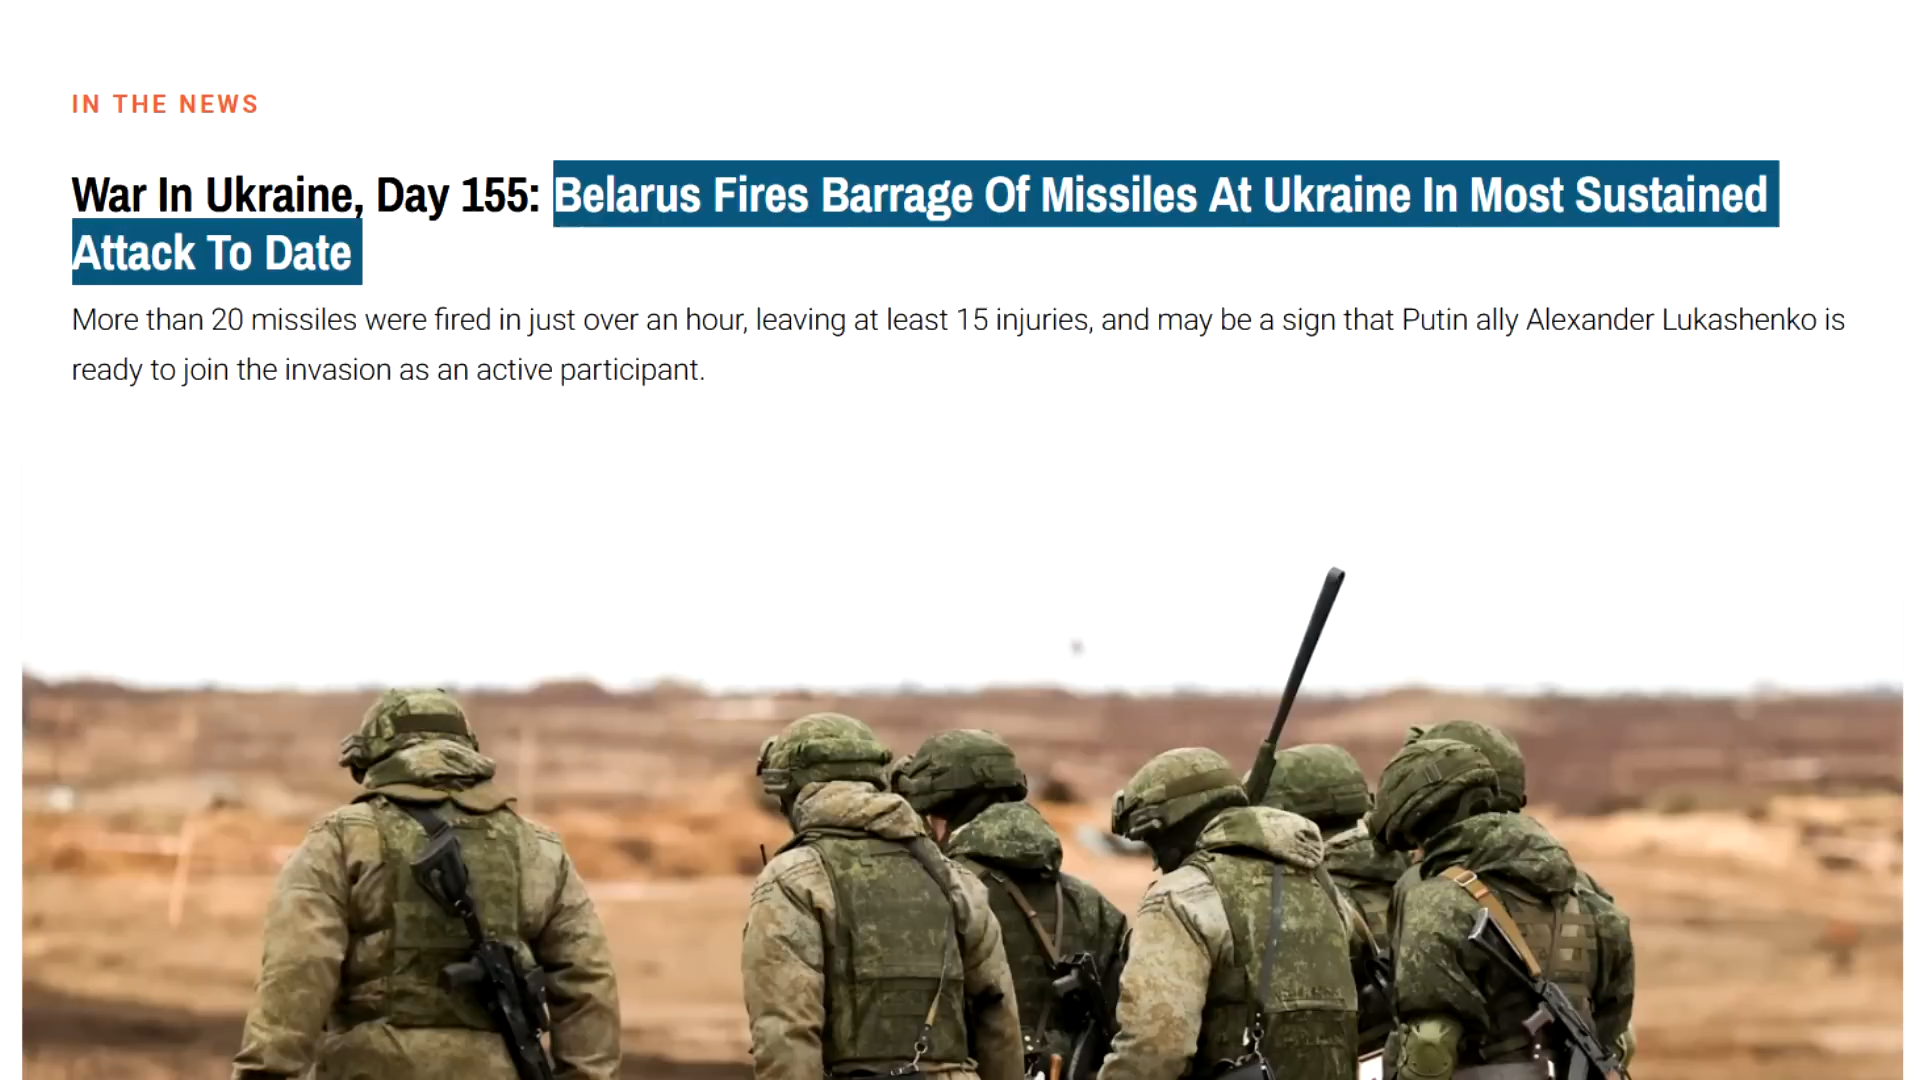 IN THE NEWS
War In Ukraine, Day 155: Belarus Fires Barrage Of Missiles At Ukraine In Most Sustained
Attack To Date
More than 20 missiles were fired in just over an hour, leaving at least 15 injuries, and may be a sign that Putin ally Alexander Lukashenko is
ready to join the invasion as an active participant.